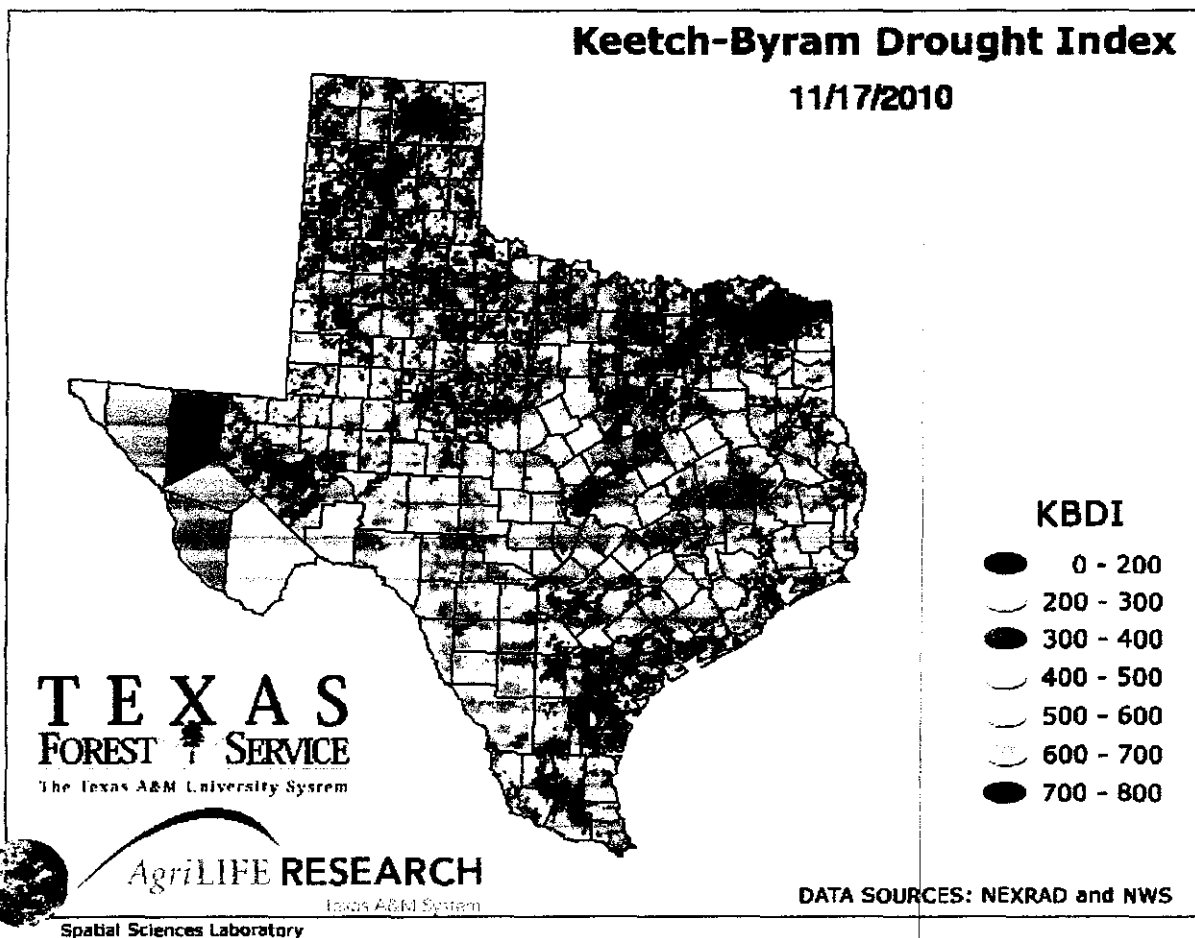 Keetch-Byram Drought Index
11/17/2010
KBDI
0 - 200
200 - 300
300 - 400
400 - 500
500 - 600
600 - 700
700 - 800
TEXAS
FOREST SERVICE
The Texas A&M University System
AgriLIFE RESEARCH
Texas A&M System
DATA SOURCES: NEXRAD and NWS
Spatial Sciences Laboratory